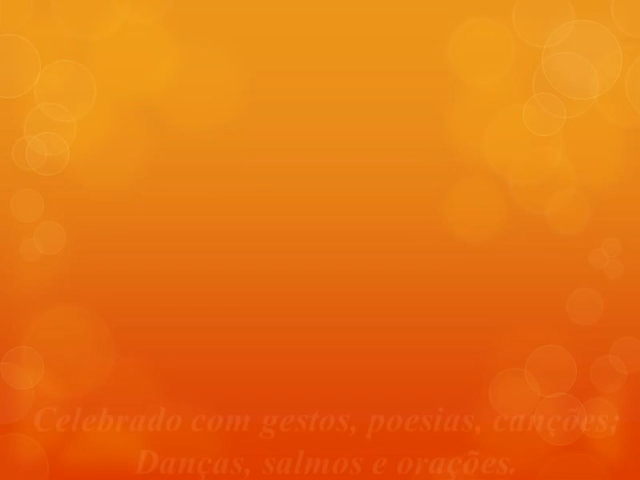 Celebrado com gestos, poesias, canções;
Danças, salmos e orações.